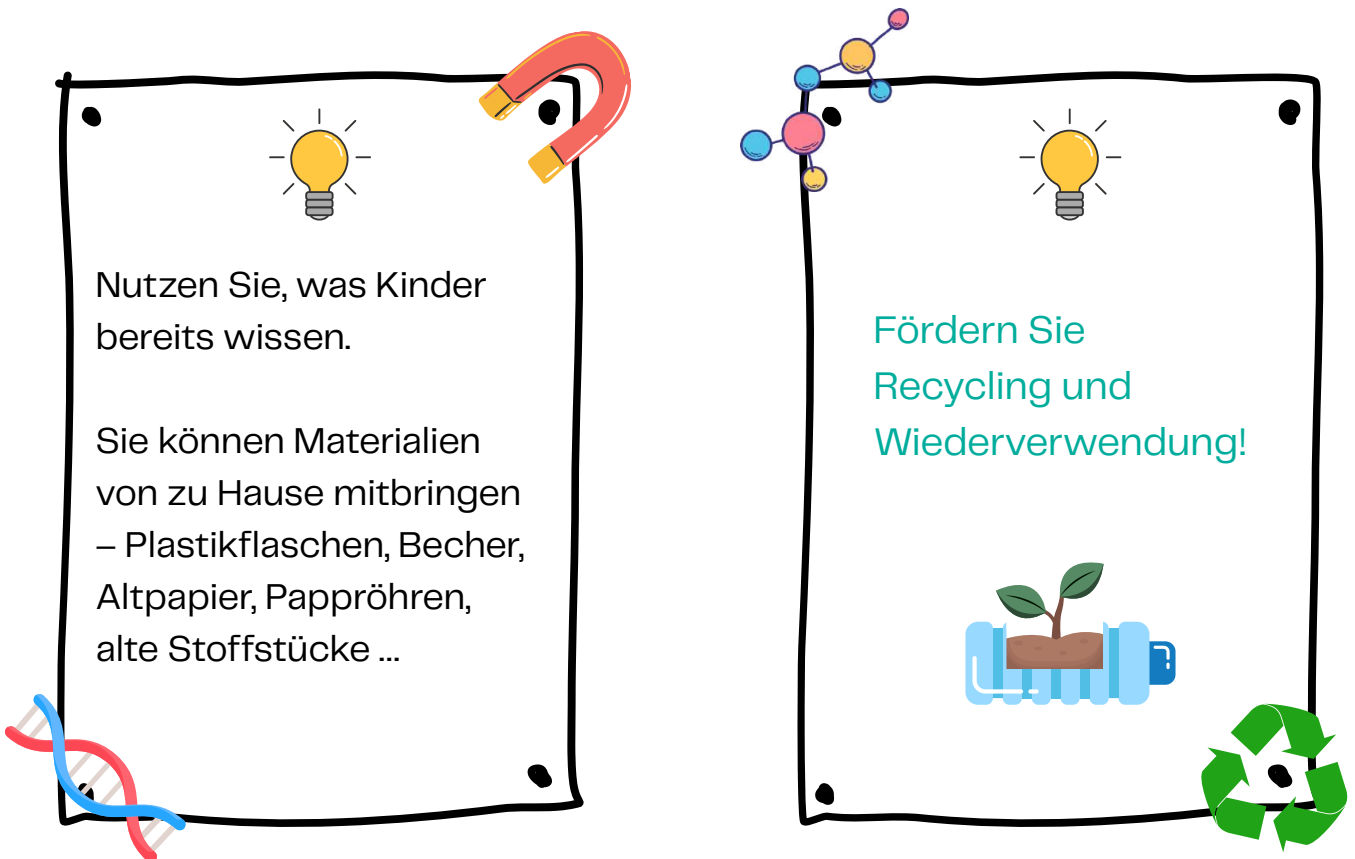 Nutzen Sie, was Kinder
bereits wissen.
Sie können Materialien
von zu Hause mitbringen
– Plastikflaschen, Becher,
Altpapier, Pappröhren,
alte Stoffstücke ...
Fördern Sie
Recycling und
Wiederverwendung!